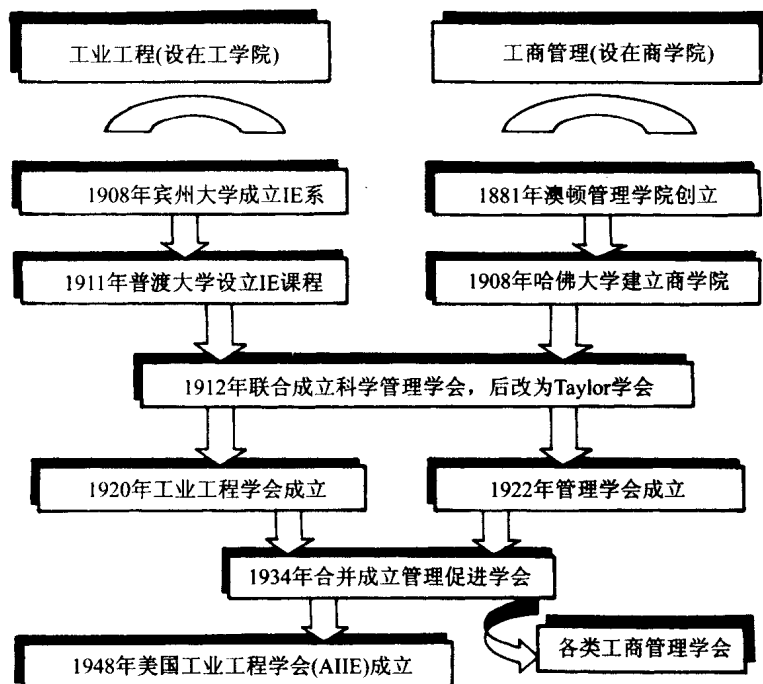 工业工程(设在工学院)
工商管理(设在商学院)
1908年宾州大学成立IE系
1881年澳顿管理学院创立
1911年普渡大学设立IE课程
1908年哈佛大学建立商学院
1912年联合成立科学管理学会，后改为Taylor学会
1920年工业工程学会成立
1922年管理学会成立
1934年合并成立管理促进学会
各类工商管理学会
1948年美国工业工程学会(AIIE)成立